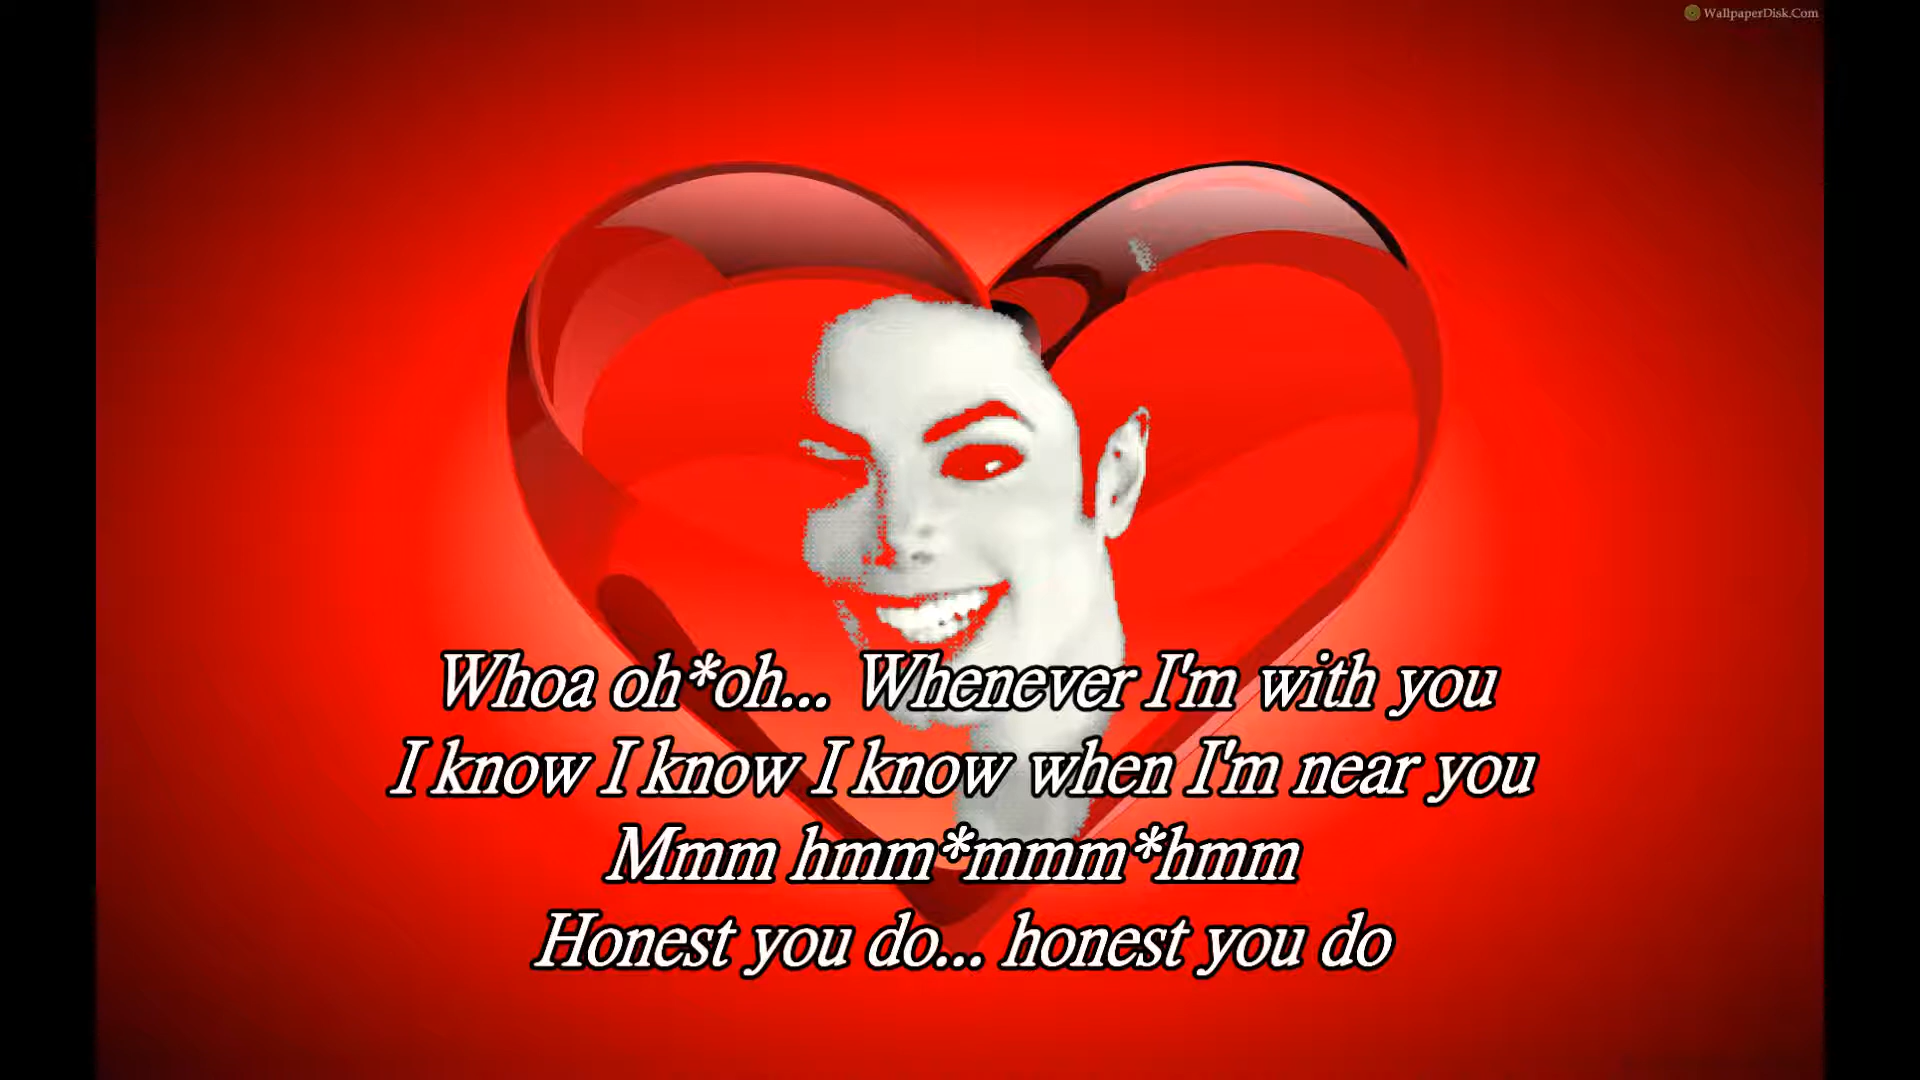 WallpaperDisk.Com
Whoa oh*oh... Whenever I'm with you
I know I know I know when I'm near you
Mmm hmm*mmm*hmm
Honest you do... honest you do